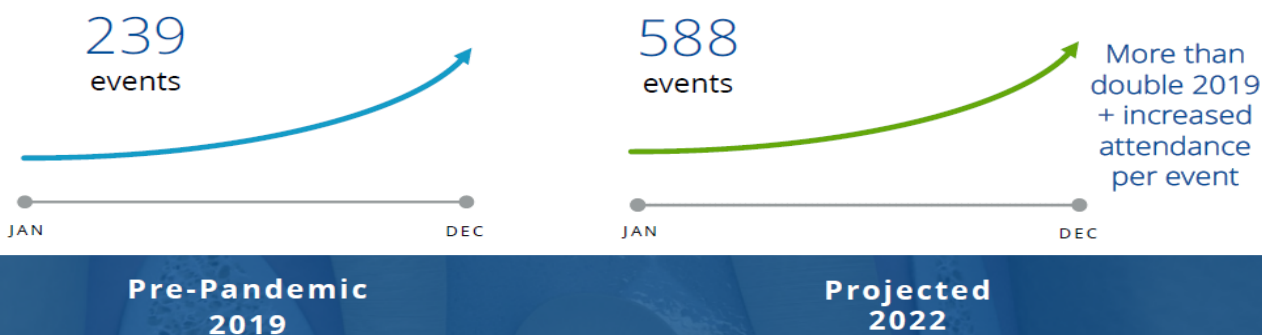 239
events
588
events
More than
double 2019
+ increased
attendance
per event
JAN
DEC
JAN
DEC
Pre-Pandemic
2019
Projected
2022